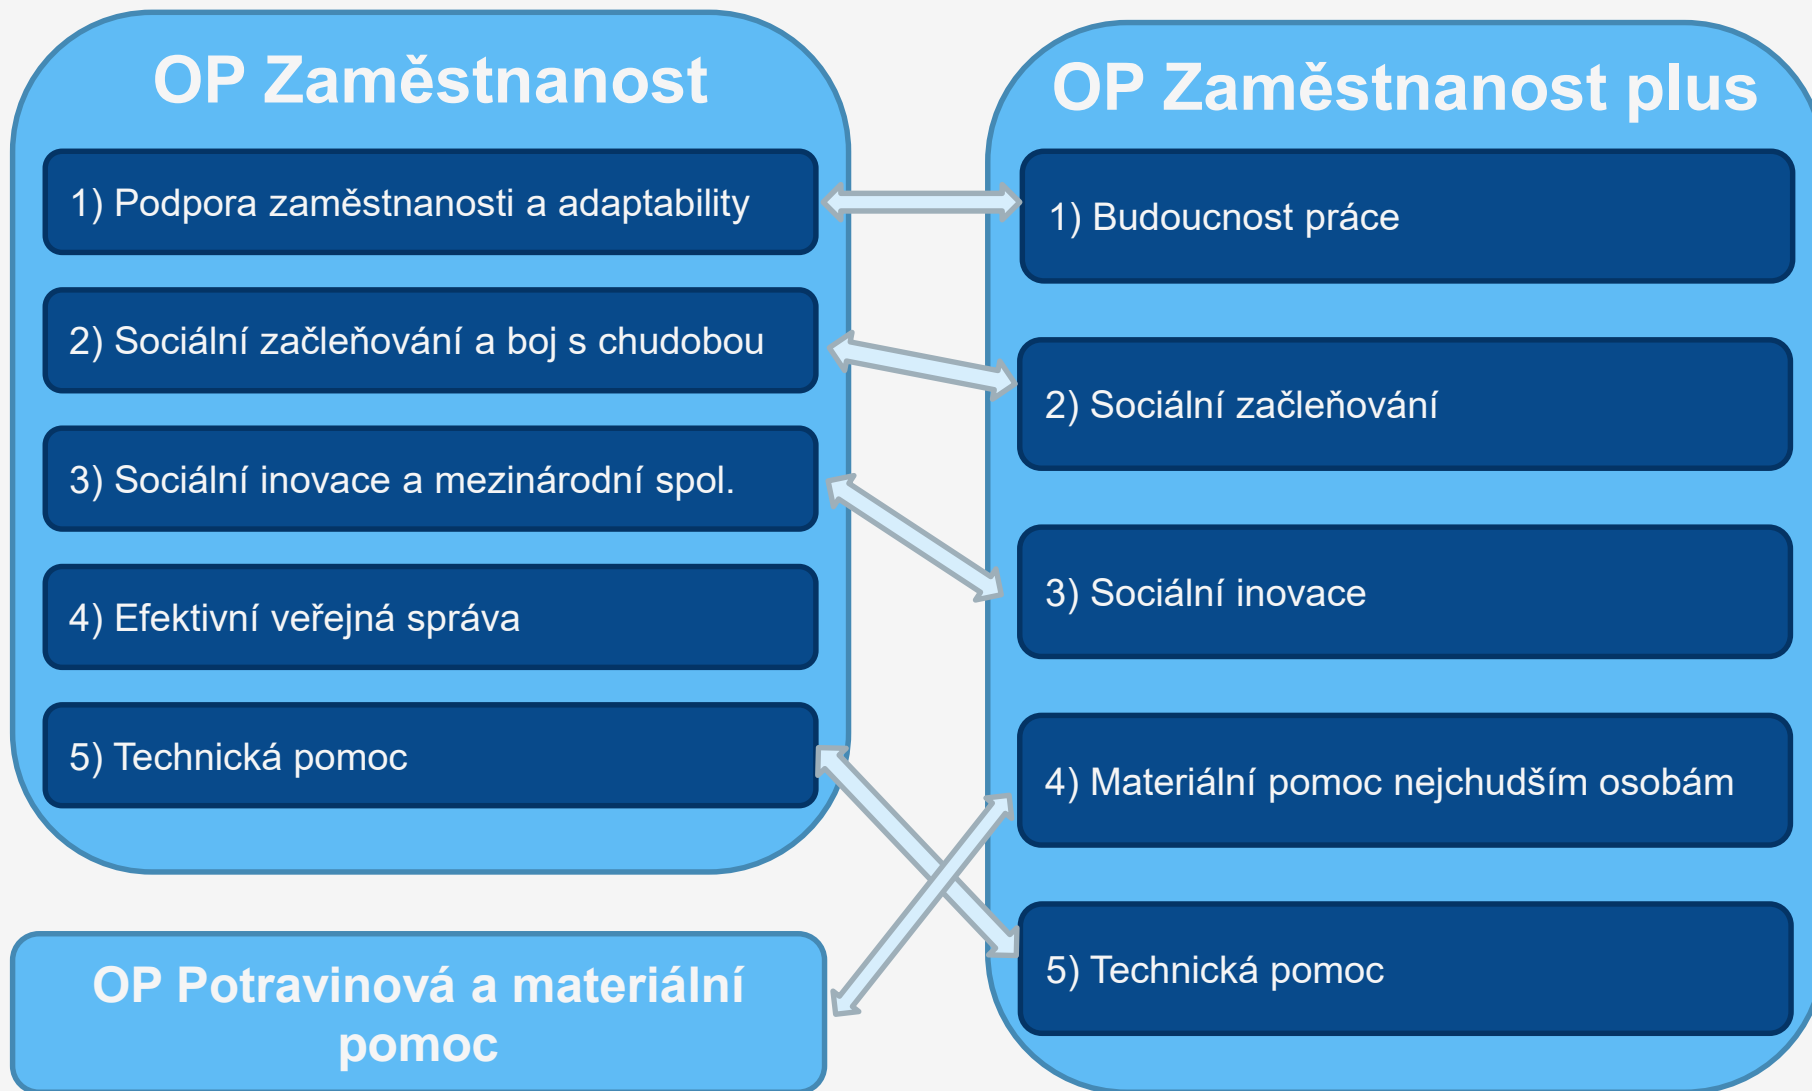 OP Zaměstnanost
1) Podpora zaměstnanosti a adaptability
2) Sociální začleňování a boj s chudobou
3) Sociální inovace a mezinárodní spol.
4) Efektivní veřejná správa
5) Technická pomoc
OP Potravinová a materiální
pomoc
OP Zaměstnanost plus
1) Budoucnost práce
2) Sociální začleňování
3) Sociální inovace
4) Materiální pomoc nejchudším osobám
5) Technická pomoc